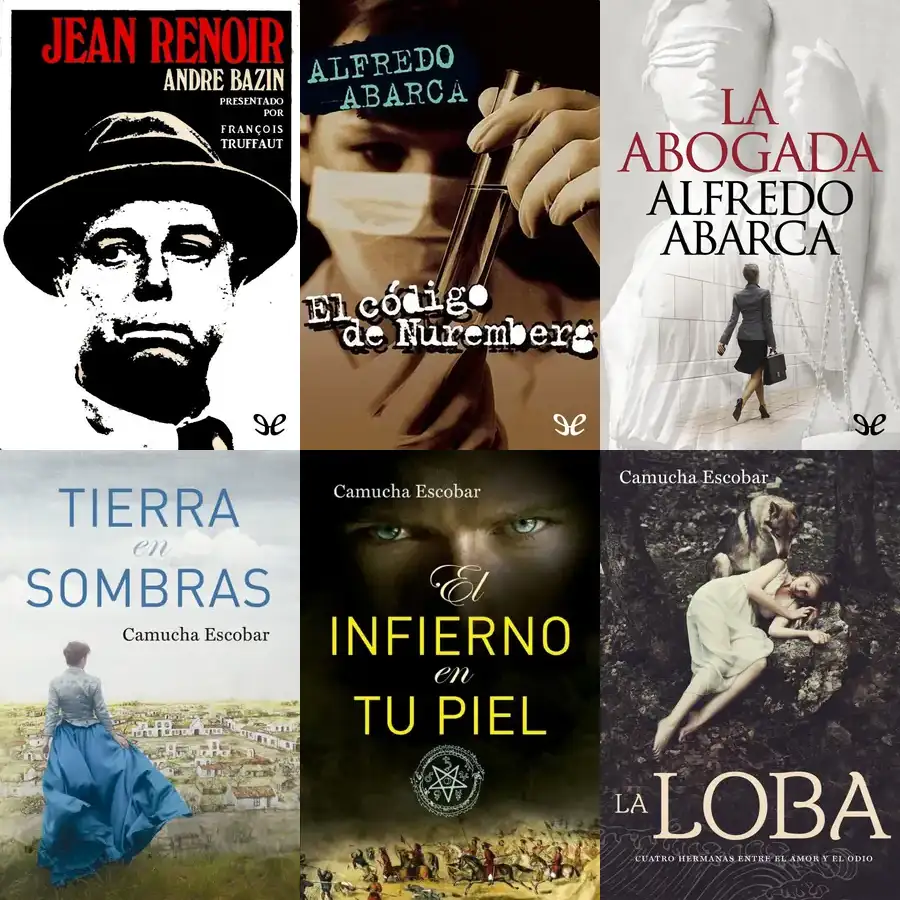 JEAN RENOIR
ANDRE BAZIN
PRESENTADO
POR
FRANÇOIS
TRUFFAUT
ALFREDO
ABARCA
El código
de Nuremberg
LA
ABOGADA
ALFREDO
ABARCA
TIERRA
en
SOMBRAS
Camucha Escobar
Camucha Escobar
El
INFIERNO
en
TU PIEL
Camucha Escobar
LA LOBA
CUATRO HERMANAS ENTRE EL AMOR Y EL ODIO